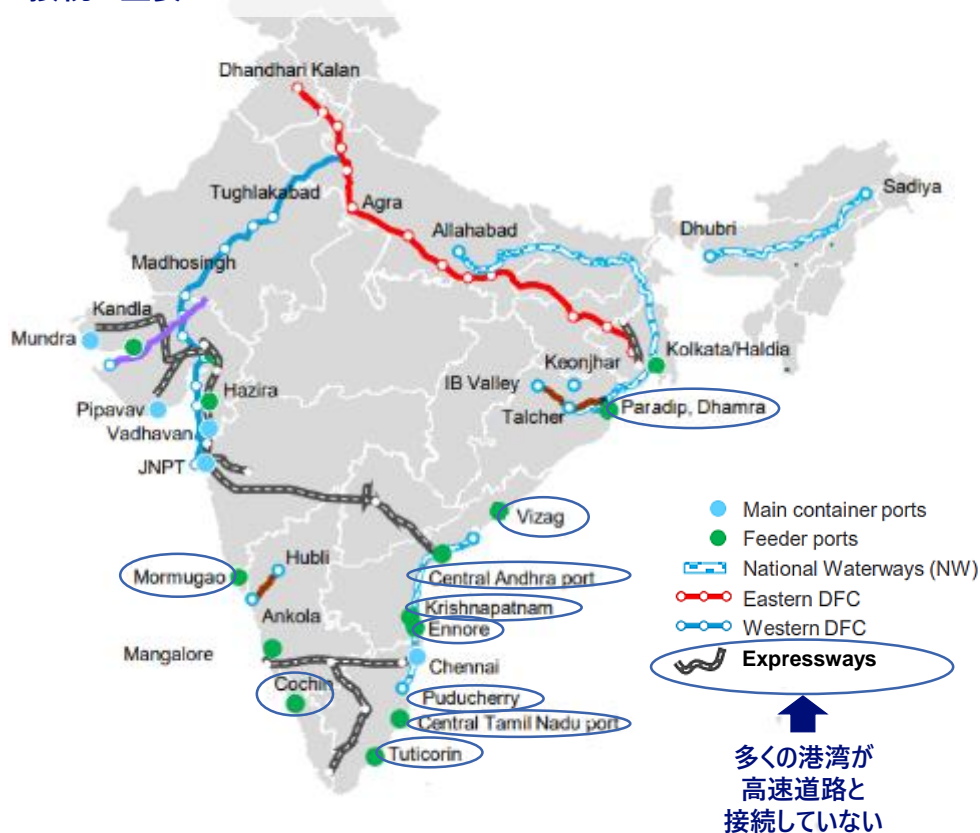 Dhandhari Kalan
Tughlakabad
Agra
Sadiya
Allahabad
Dhubri
Madhosingh
Kandla
Mundra
Kolkata/Haldia
Keonjhar
Hazira
IB Valley
Pipavav
Talcher
Paradip, Dhamra
Vadhavan
JNPT
Main container ports
Vizag
Feeder ports
Hubli
National Waterways (NW)
Mormugao
Central Andhra port
Eastern DFC
Krishnapatnam
Ankola
Western DFC
Ennore
Mangalore
Chennai
Expressways
Cochin
Puducherry
Central Tamil Nadu port
Tuticorin
多くの港湾が
高速道路と
接続していない